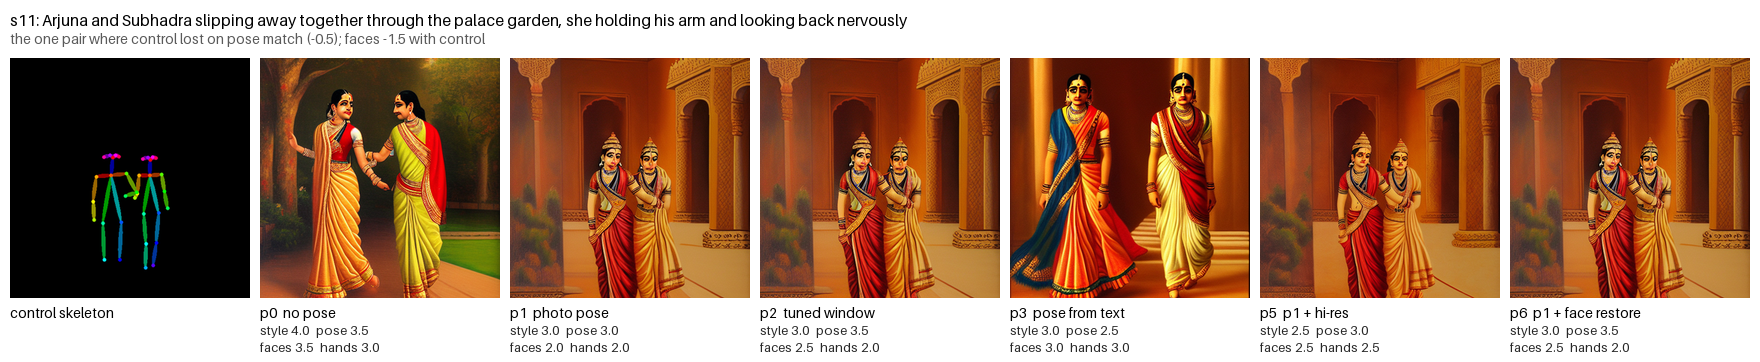 s11: Arjuna and Subhadra slipping away together through the palace garden, she holding his arm and looking back nervously
the one pair where control lost on pose match (-0.5); faces -1.5 with control
control skeleton
p0 no pose
style 4.0 pose 3.5
faces 3.5 hands 3.0
p1 photo pose
style 3.0 pose 3.0
faces 2.0 hands 2.0
p2 tuned window
style 3.0 pose 3.5
faces 2.5 hands 2.0
p3 pose from text
style 3.0 pose 2.5
faces 3.0 hands 3.0
p5 p1 + hi-res
style 2.5 pose 3.0
faces 2.5 hands 2.5
p6 p1 + face restore
style 3.0 pose 3.5
faces 2.5 hands 2.0